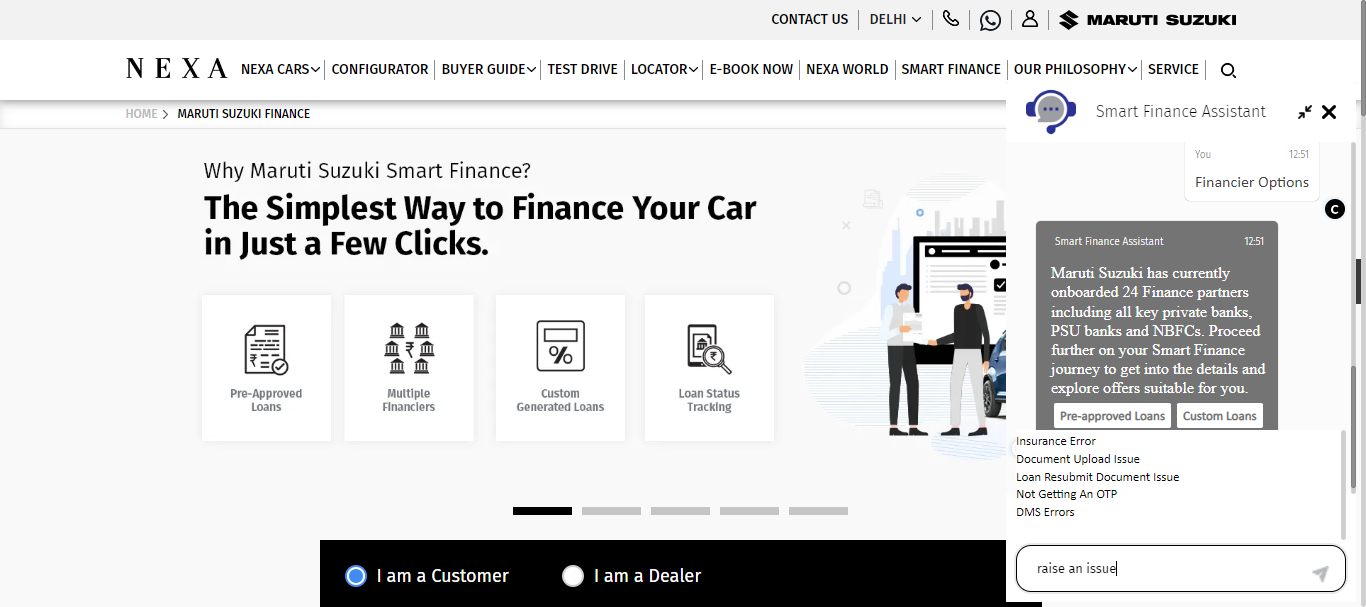 CONTACT US
DELHI
MARUTI SUZUKI
NEXA
NEXA CARS
CONFIGURATOR
BUYER GUIDE
TEST DRIVE
LOCATOR
E-BOOK NOW
NEXA WORLD
SMART FINANCE
OUR PHILOSOPHY
SERVICE
HOME > MARUTI SUZUKI FINANCE
Why Maruti Suzuki Smart Finance?
The Simplest Way to Finance Your Car
in Just a Few Clicks.
Pre-Approved
Loans
Multiple
Financiers
Custom
Generated Loans
Loan Status
Tracking
I am a Customer
I am a Dealer
Smart Finance Assistant
You 12:51
Financier Options
C
Smart Finance Assistant 12:51
Maruti Suzuki has currently
onboarded 24 Finance partners
including all key private banks,
PSU banks and NBFCs. Proceed
further on your Smart Finance
journey to get into the details and
explore offers suitable for you.
Pre-approved Loans
Custom Loans
Insurance Error
Document Upload Issue
Loan Resubmit Document Issue
Not Getting An OTP
DMS Errors
raise an issue